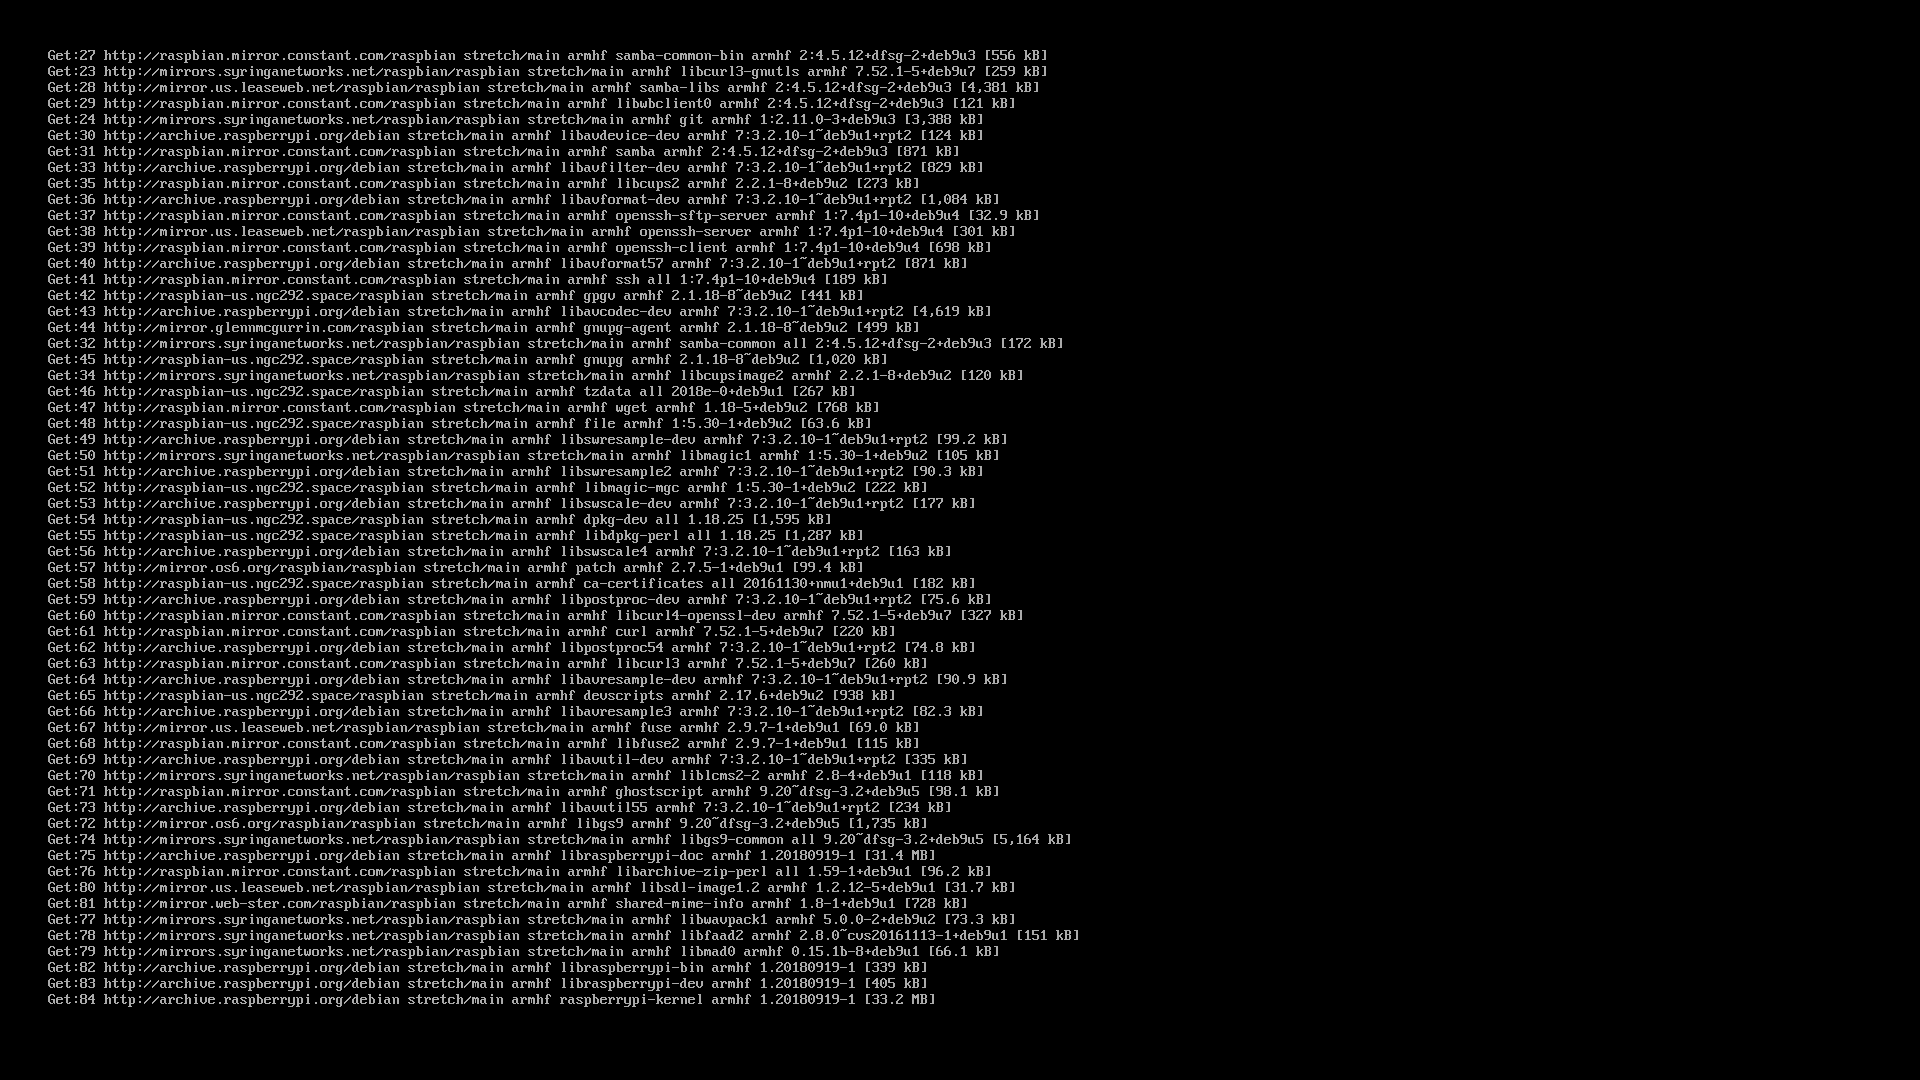 Get:27 http://raspbian.mirror.constant.com/raspbian stretch/main armhf samba-common-bin armhf 2:4.5.12+dfsg-2+deb9u3 [556 kB]
Get:23 http://mirrors.syringanetworks.net/raspbian/raspbian stretch/main armhf libcurl3-gnutls armhf 7.52.1-5+deb9u7 [259 kB]
Get:28 http://mirror.us.leaseweb.net/raspbian/raspbian stretch/main armhf samba-libs armhf 2:4.5.12+dfsg-2+deb9u3 [4,381 kB]
Get:29 http://raspbian.mirror.constant.com/raspbian stretch/main armhf libwbclient0 armhf 2:4.5.12+dfsg-2+deb9u3 [121 kB]
Get:24 http://mirrors.syringanetworks.net/raspbian/raspbian stretch/main armhf git armhf 1:2.11.0-3+deb9u3 [3,388 kB]
Get:30 http://archive.raspberrypi.org/debian stretch/main armhf libavdevice-dev armhf 7:3.2.10-1~deb9u1+rpt2 [124 kB]
Get:31 http://raspbian.mirror.constant.com/raspbian stretch/main armhf samba armhf 2:4.5.12+dfsg-2+deb9u3 [871 kB]
Get:33 http://archive.raspberrypi.org/debian stretch/main armhf libavfilter-dev armhf 7:3.2.10-1~deb9u1+rpt2 [829 kB]
Get:35 http://raspbian.mirror.constant.com/raspbian stretch/main armhf libcups2 armhf 2.2.1-8+deb9u2 [273 kB]
Get:36 http://archive.raspberrypi.org/debian stretch/main armhf libavformat-dev armhf 7:3.2.10-1~deb9u1+rpt2 [1,084 kB]
Get:37 http://raspbian.mirror.constant.com/raspbian stretch/main armhf openssh-sftp-server armhf 1:7.4p1-10+deb9u4 [32.9 kB]
Get:38 http://mirror.us.leaseweb.net/raspbian/raspbian stretch/main armhf openssh-server armhf 1:7.4p1-10+deb9u4 [301 kB]
Get:39 http://raspbian.mirror.constant.com/raspbian stretch/main armhf openssh-client armhf 1:7.4p1-10+deb9u4 [698 kB]
Get:40 http://archive.raspberrypi.org/debian stretch/main armhf libavformat57 armhf 7:3.2.10-1~deb9u1+rpt2 [871 kB]
Get:41 http://raspbian.mirror.constant.com/raspbian stretch/main armhf ssh all 1:7.4p1-10+deb9u4 [189 kB]
Get:42 http://raspbian-us.ngc292.space/raspbian stretch/main armhf gpgv armhf 2.1.18-8~deb9u2 [441 kB]
Get:43 http://archive.raspberrypi.org/debian stretch/main armhf libavcodec-dev armhf 7:3.2.10-1~deb9u1+rpt2 [4,619 kB]
Get:44 http://mirror.glennmcgurrin.com/raspbian stretch/main armhf gnupg-agent armhf 2.1.18-8~deb9u2 [499 kB]
Get:32 http://mirrors.syringanetworks.net/raspbian/raspbian stretch/main armhf samba-common all 2:4.5.12+dfsg-2+deb9u3 [172 kB]
Get:45 http://raspbian-us.ngc292.space/raspbian stretch/main armhf gnupg armhf 2.1.18-8~deb9u2 [1,020 kB]
Get:34 http://mirrors.syringanetworks.net/raspbian/raspbian stretch/main armhf libcupsimage2 armhf 2.2.1-8+deb9u2 [120 kB]
Get:46 http://raspbian-us.ngc292.space/raspbian stretch/main armhf tzdata all 2018e-0+deb9u1 [267 kB]
Get:47 http://raspbian.mirror.constant.com/raspbian stretch/main armhf wget armhf 1.18-5+deb9u2 [768 kB]
Get:48 http://raspbian-us.ngc292.space/raspbian stretch/main armhf file armhf 1:5.30-1+deb9u2 [63.6 kB]
Get:49 http://archive.raspberrypi.org/debian stretch/main armhf libswresample-dev armhf 7:3.2.10-1~deb9u1+rpt2 [99.2 kB]
Get:50 http://mirrors.syringanetworks.net/raspbian/raspbian stretch/main armhf libmagic1 armhf 1:5.30-1+deb9u2 [105 kB]
Get:51 http://archive.raspberrypi.org/debian stretch/main armhf libswresample2 armhf 7:3.2.10-1~deb9u1+rpt2 [90.3 kB]
Get:52 http://raspbian-us.ngc292.space/raspbian stretch/main armhf libmagic-mgc armhf 1:5.30-1+deb9u2 [222 kB]
Get:53 http://archive.raspberrypi.org/debian stretch/main armhf libswscale-dev armhf 7:3.2.10-1~deb9u1+rpt2 [177 kB]
Get:54 http://raspbian-us.ngc292.space/raspbian stretch/main armhf dpkg-dev all 1.18.25 [1,595 kB]
Get:55 http://raspbian-us.ngc292.space/raspbian stretch/main armhf libdpkg-perl all 1.18.25 [1,287 kB]
Get:56 http://archive.raspberrypi.org/debian stretch/main armhf libswscale4 armhf 7:3.2.10-1~deb9u1+rpt2 [163 kB]
Get:57 http://mirror.os6.org/raspbian/raspbian stretch/main armhf patch armhf 2.7.5-1+deb9u1 [99.4 kB]
Get:58 http://raspbian-us.ngc292.space/raspbian stretch/main armhf ca-certificates all 20161130+nmu1+deb9u1 [182 kB]
Get:59 http://archive.raspberrypi.org/debian stretch/main armhf libpostproc-dev armhf 7:3.2.10-1~deb9u1+rpt2 [75.6 kB]
Get:60 http://raspbian.mirror.constant.com/raspbian stretch/main armhf libcurl4-openssl-dev armhf 7.52.1-5+deb9u7 [327 kB]
Get:61 http://raspbian.mirror.constant.com/raspbian stretch/main armhf curl armhf 7.52.1-5+deb9u7 [220 kB]
Get:62 http://archive.raspberrypi.org/debian stretch/main armhf libpostproc54 armhf 7:3.2.10-1~deb9u1+rpt2 [74.8 kB]
Get:63 http://raspbian.mirror.constant.com/raspbian stretch/main armhf libcurl3 armhf 7.52.1-5+deb9u7 [260 kB]
Get:64 http://archive.raspberrypi.org/debian stretch/main armhf libavresample-dev armhf 7:3.2.10-1~deb9u1+rpt2 [90.9 kB]
Get:65 http://raspbian-us.ngc292.space/raspbian stretch/main armhf devscripts armhf 2.17.6+deb9u2 [938 kB]
Get:66 http://archive.raspberrypi.org/debian stretch/main armhf libavresample3 armhf 7:3.2.10-1~deb9u1+rpt2 [82.3 kB]
Get:67 http://mirror.us.leaseweb.net/raspbian/raspbian stretch/main armhf fuse armhf 2.9.7-1+deb9u1 [69.0 kB]
Get:68 http://raspbian.mirror.constant.com/raspbian stretch/main armhf libfuse2 armhf 2.9.7-1+deb9u1 [115 kB]
Get:69 http://archive.raspberrypi.org/debian stretch/main armhf libavutil-dev armhf 7:3.2.10-1~deb9u1+rpt2 [335 kB]
Get:70 http://mirrors.syringanetworks.net/raspbian/raspbian stretch/main armhf liblcms2-2 armhf 2.8-4+deb9u1 [118 kB]
Get:71 http://raspbian.mirror.constant.com/raspbian stretch/main armhf ghostscript armhf 9.20~dfsg-3.2+deb9u5 [98.1 kB]
Get:73 http://archive.raspberrypi.org/debian stretch/main armhf libavutil55 armhf 7:3.2.10-1~deb9u1+rpt2 [234 kB]
Get:72 http://mirror.os6.org/raspbian/raspbian stretch/main armhf libgs9 armhf 9.20~dfsg-3.2+deb9u5 [1,735 kB]
Get:74 http://mirrors.syringanetworks.net/raspbian/raspbian stretch/main armhf libgs9-common all 9.20~dfsg-3.2+deb9u5 [5,164 kB]
Get:75 http://archive.raspberrypi.org/debian stretch/main armhf libraspberrypi-doc armhf 1.20180919-1 [31.4 MB]
Get:76 http://raspbian.mirror.constant.com/raspbian stretch/main armhf libarchive-zip-perl all 1.59-1+deb9u1 [96.2 kB]
Get:80 http://mirror.us.leaseweb.net/raspbian/raspbian stretch/main armhf libsdl-image1.2 armhf 1.2.12-5+deb9u1 [31.7 kB]
Get:81 http://mirror.web-ster.com/raspbian/raspbian stretch/main armhf shared-mime-info armhf 1.8-1+deb9u1 [728 kB]
Get:77 http://mirrors.syringanetworks.net/raspbian/raspbian stretch/main armhf libwavpack1 armhf 5.0.0-2+deb9u2 [73.3 kB]
Get:78 http://mirrors.syringanetworks.net/raspbian/raspbian stretch/main armhf libfaad2 armhf 2.8.0~cvs20161113-1+deb9u1 [151 kB]
Get:79 http://mirrors.syringanetworks.net/raspbian/raspbian stretch/main armhf libmad0 armhf 0.15.1b-8+deb9u1 [66.1 kB]
Get:82 http://archive.raspberrypi.org/debian stretch/main armhf libraspberrypi-bin armhf 1.20180919-1 [339 kB]
Get:83 http://archive.raspberrypi.org/debian stretch/main armhf libraspberrypi-dev armhf 1.20180919-1 [405 kB]
Get:84 http://archive.raspberrypi.org/debian stretch/main armhf raspberrypi-kernel armhf 1.20180919-1 [33.2 MB]